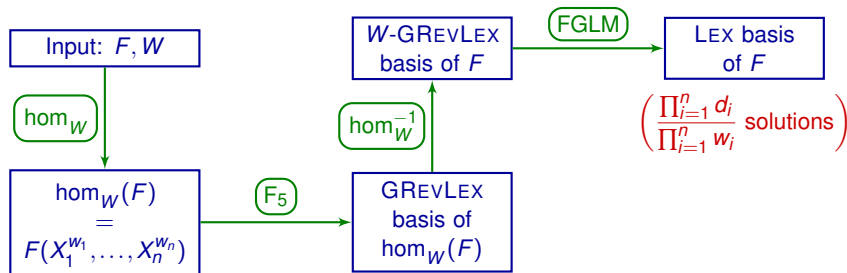 Input: F, W
hom_W
hom_W(F)
=
F(X_1^{w_1}, ..., X_n^{w_n})
F_5
GREVLEX
basis of
hom_W(F)
hom_W^{-1}
W-GREVLEX
basis of F
FGLM
LEX basis
of F
( \frac{∏_{i=1}^n d_i}{∏_{i=1}^n w_i} solutions )